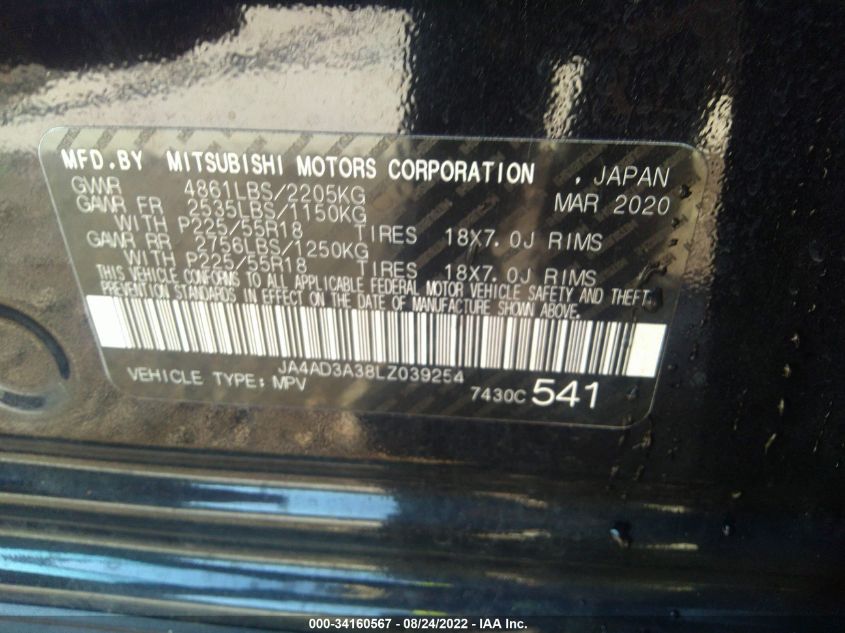 MFD.BY MITSUBISHI MOTORS CORPORATION , JAPAN
GVWR 4861LBS/2205KG MAR 2020
GAWR FR 2535LBS/1150KG
WITH P225/55R18 TIRES 18X7.0J RIMS
GAWR RR 2756LBS/1250KG
WITH P225/55R18 TIRES 18X7.0J RIMS
THIS VEHICLE CONFORMS TO ALL APPLICABLE FEDERAL MOTOR VEHICLE SAFETY AND THEFT
PREVENTION STANDARDS IN EFFECT ON THE DATE OF MANUFACTURE SHOWN ABOVE.
JA4AD3A38LZ039254
VEHICLE TYPE: MPV 7430C 541
000-34160567 - 08/24/2022 - IAA Inc.